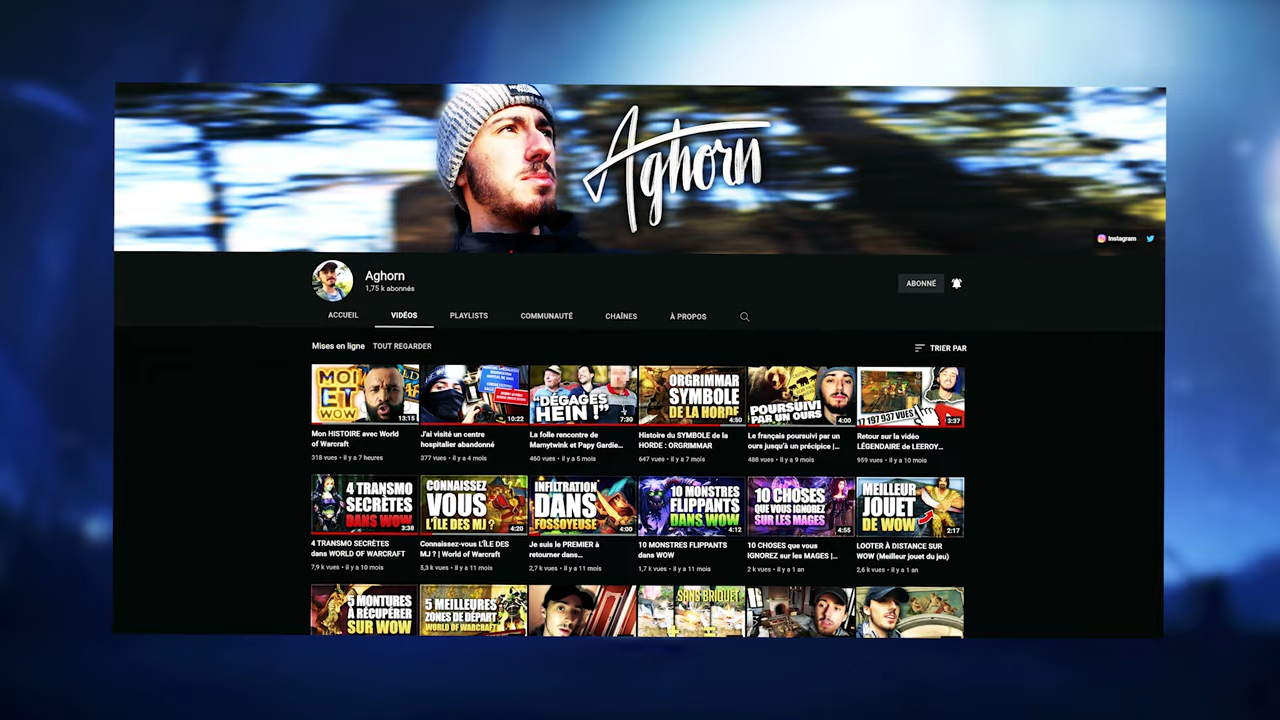 Aghorn
Instagram
Aghorn
1,75 k abonnés
ABONNÉ
ACCUEIL
VIDÉOS
PLAYLISTS
COMMUNAUTÉ
CHAÎNES
À PROPOS
Mises en ligne
TOUT REGARDER
TRIER PAR
MOI
ET
WOW
13:15
Mon HISTOIRE avec World
of Warcraft
318 vues • il y a 7 heures
10:22
J'ai visité un centre
hospitalier abandonné
377 vues • il y a 4 mois
"DÉGAGES
HEIN !"
7:30
La folle rencontre de
Mamytwink et Papy Gardie...
460 vues • il y a 5 mois
ORGRIMMAR
SYMBOLE
DE LA HORDE
4:50
Histoire du SYMBOLE de la
HORDE : ORGRIMMAR
647 vues • il y a 7 mois
POURSUIVI
PAR UN OURS
4:00
Le français poursuivi par un
ours jusqu'à un précipice |...
488 vues • il y a 9 mois
17 197 937 VUES
3:37
Retour sur la vidéo
LÉGENDAIRE de LEEROY...
959 vues • il y a 10 mois
4 TRANSMO
SECRÈTES
DANS WOW
3:38
4 TRANSMO SECRÈTES
dans WORLD OF WARCRAFT
7,9 k vues • il y a 10 mois
CONNAISSEZ
VOUS
L'ÎLE DES MJ ?
4:20
Connaissez-vous L'ÎLE DES
MJ ? | World of Warcraft
5,3 k vues • il y a 11 mois
INFILTRATION
DANS
FOSSOYEUSE
4:00
Je suis le PREMIER à
retourner dans...
2,7 k vues • il y a 11 mois
10 MONSTRES
FLIPPANTS
DANS WOW
4:12
10 MONSTRES FLIPPANTS
dans WOW
1,7 k vues • il y a 11 mois
10 CHOSES
QUE VOUS IGNOREZ
SUR LES MAGES
4:55
10 CHOSES que vous
IGNOREZ sur les MAGES |...
2 k vues • il y a 1 an
MEILLEUR
JOUET
DE WOW
2:17
LOOTER À DISTANCE SUR
WOW (Meilleur jouet du jeu)
2,6 k vues • il y a 1 an
5 MONTURES
À RÉCUPÉRER
SUR WOW
5 MEILLEURES
ZONES DE DÉPART
WORLD OF WARCRAFT
SANS BRIQUET